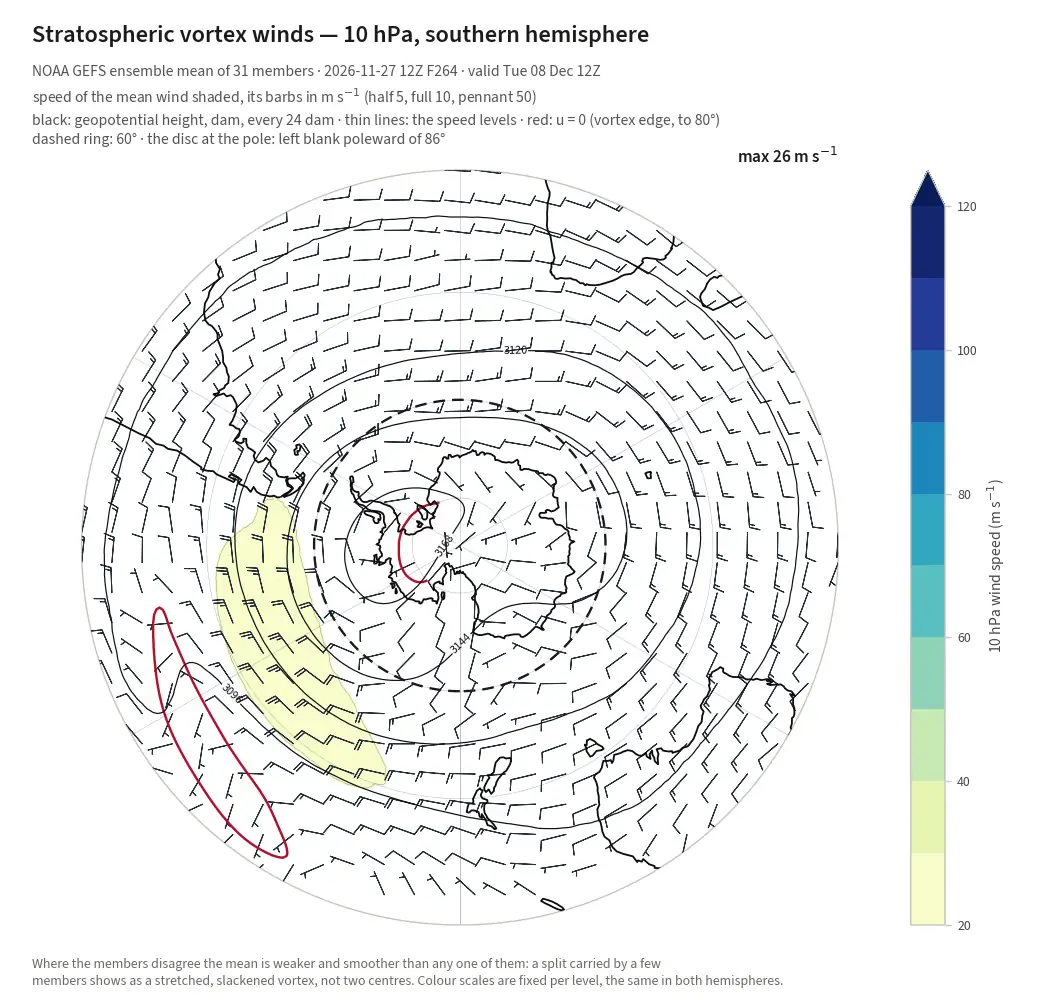 Stratospheric vortex winds — 10 hPa, southern hemisphere
NOAA GEFS ensemble mean of 31 members · 2026-11-27 12Z F264 · valid Tue 08 Dec 12Z
speed of the mean wind shaded, its barbs in m s⁻¹ (half 5, full 10, pennant 50)
black: geopotential height, dam, every 24 dam · thin lines: the speed levels · red: u = 0 (vortex edge, to 80°)
dashed ring: 60° · the disc at the pole: left blank poleward of 86°
max 26 m s⁻¹
120
100
80
60
40
20
10 hPa wind speed (m s⁻¹)
3120
3168
3144
3096
Where the members disagree the mean is weaker and smoother than any one of them: a split carried by a few
members shows as a stretched, slackened vortex, not two centres. Colour scales are fixed per level, the same in both hemispheres.